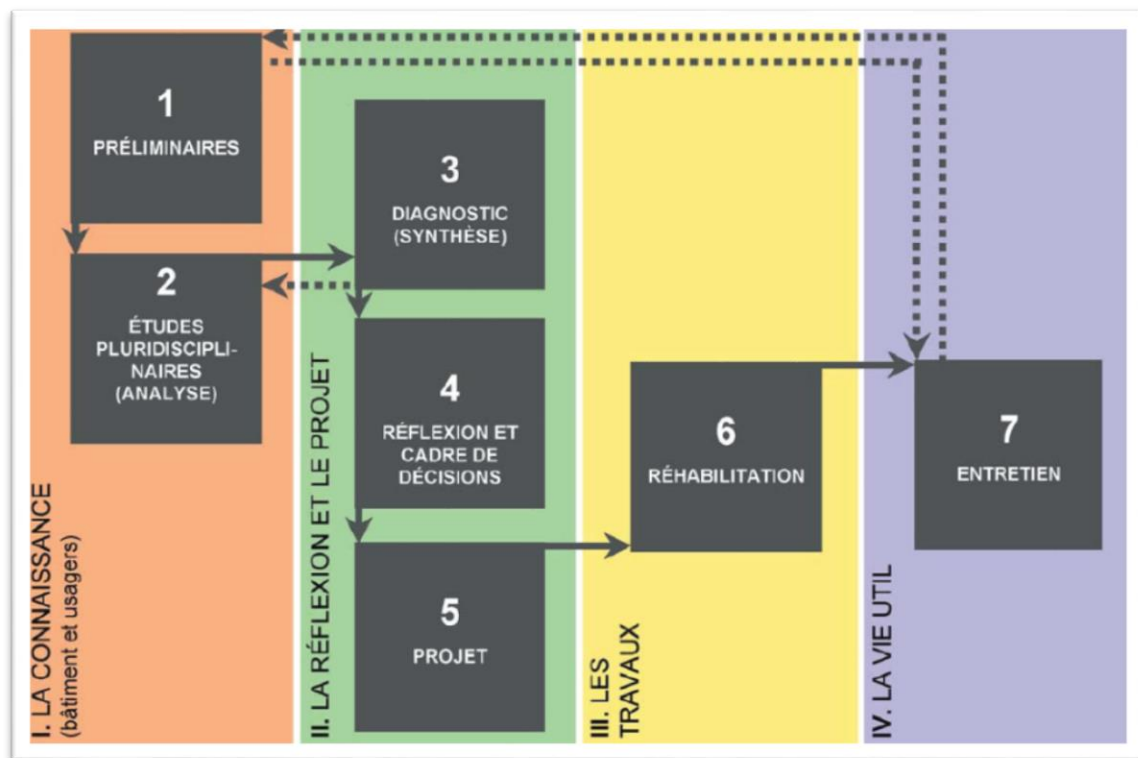 1
PRÉLIMINAIRES
2
ÉTUDES
PLURIDISCIPLI-
NAIRES
(ANALYSE)
I. LA CONNAISSANCE
(bâtiment et usagers)
3
DIAGNOSTIC
(SYNTHÈSE)
4
RÉFLEXION ET
CADRE DE
DÉCISIONS
5
PROJET
II. LA RÉFLEXION ET LE PROJET
6
RÉHABILITATION
III. LES
TRAVAUX
7
ENTRETIEN
IV. LA VIE UTIL